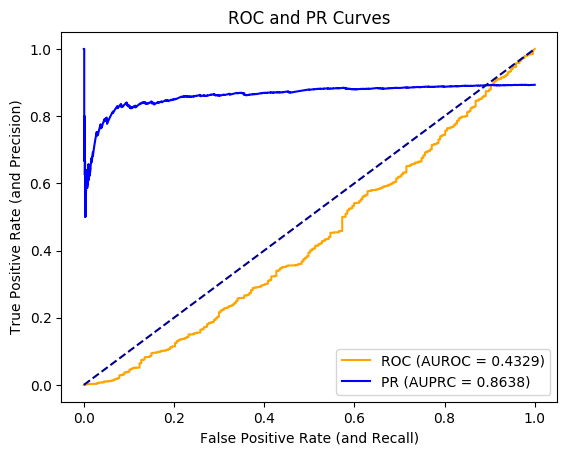 ROC and PR Curves
True Positive Rate (and Precision)
1.0
0.8
0.6
0.4
0.2
0.0
0.0 0.2 0.4 0.6 0.8 1.0
False Positive Rate (and Recall)
ROC (AUROC = 0.4329)
PR (AUPRC = 0.8638)